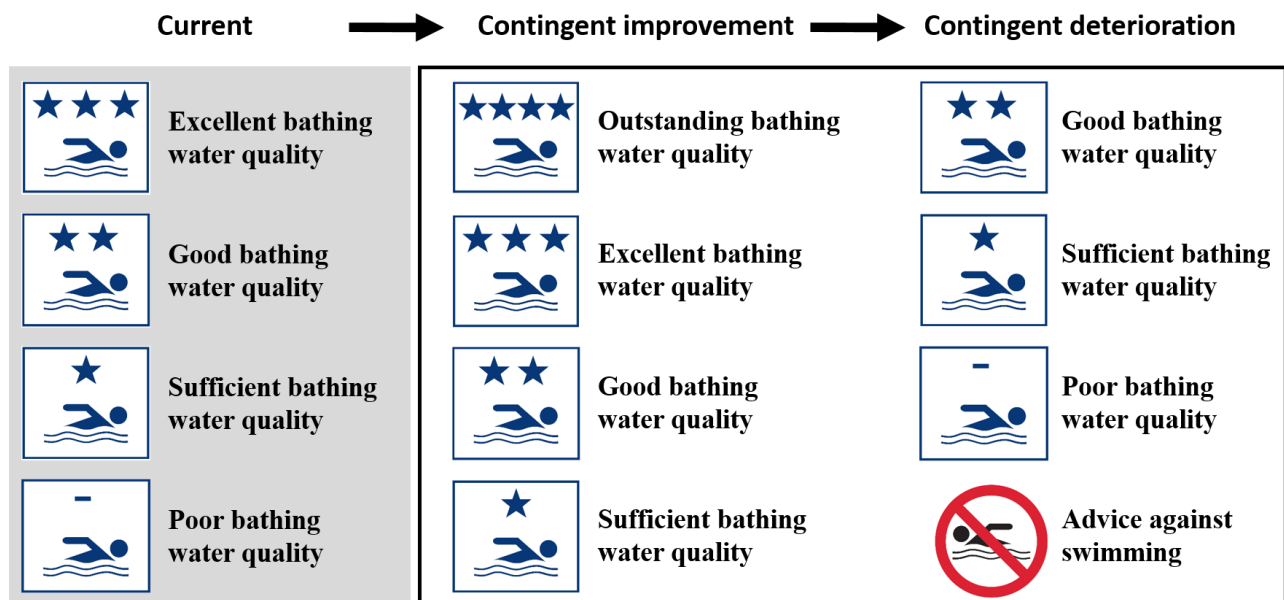 Current
Contingent improvement
Contingent deterioration
Excellent bathing
water quality
Outstanding bathing
water quality
Good bathing
water quality
Good bathing
water quality
Excellent bathing
water quality
Sufficient bathing
water quality
Sufficient bathing
water quality
Good bathing
water quality
Poor bathing
water quality
Poor bathing
water quality
Sufficient bathing
water quality
Advice against
swimming